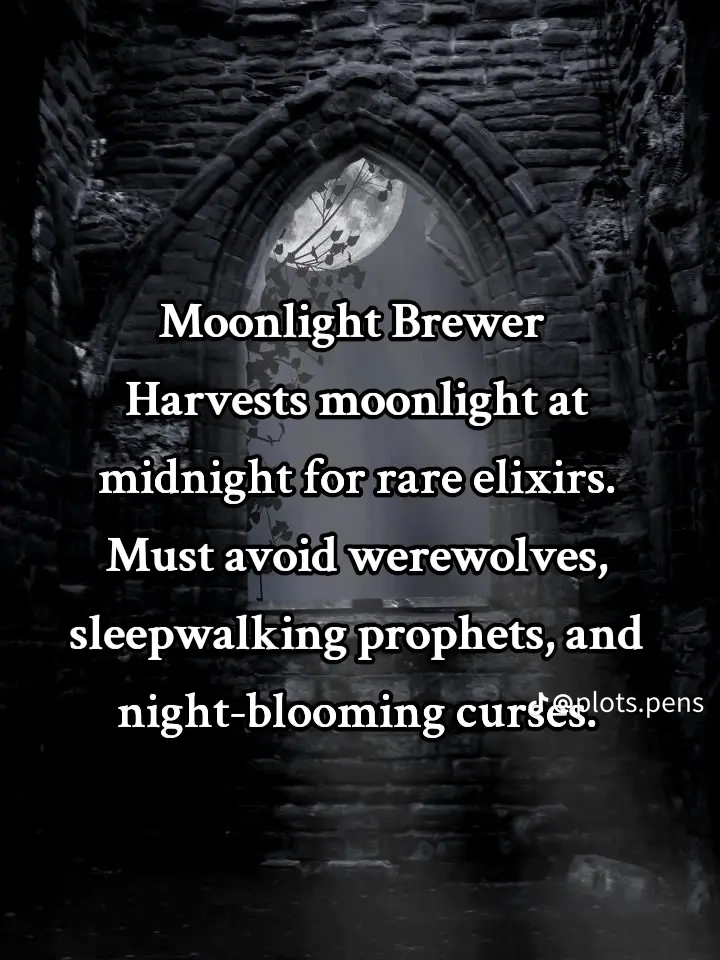 Moonlight Brewer
Harvests moonlight at
midnight for rare elixirs.
Must avoid werewolves,
sleepwalking prophets, and
night-blooming curses.
@plots.pens